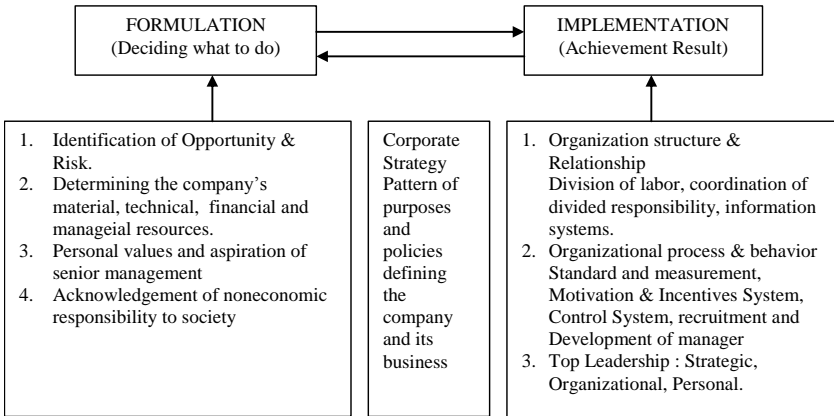 FORMULATION
(Deciding what to do)
IMPLEMENTATION
(Achievement Result)
1. Identification of Opportunity &
Risk.
2. Determining the company's
material, technical, financial and
manageial resources.
3. Personal values and aspiration of
senior management
4. Acknowledgement of noneconomic
responsibility to society
Corporate
Strategy
Pattern of
purposes
and
policies
defining
the
company
and its
business
1. Organization structure &
Relationship
Division of labor, coordination of
divided responsibility, information
systems.
2. Organizational process & behavior
Standard and measurement,
Motivation & Incentives System,
Control System, recruitment and
Development of manager
3. Top Leadership : Strategic,
Organizational, Personal.